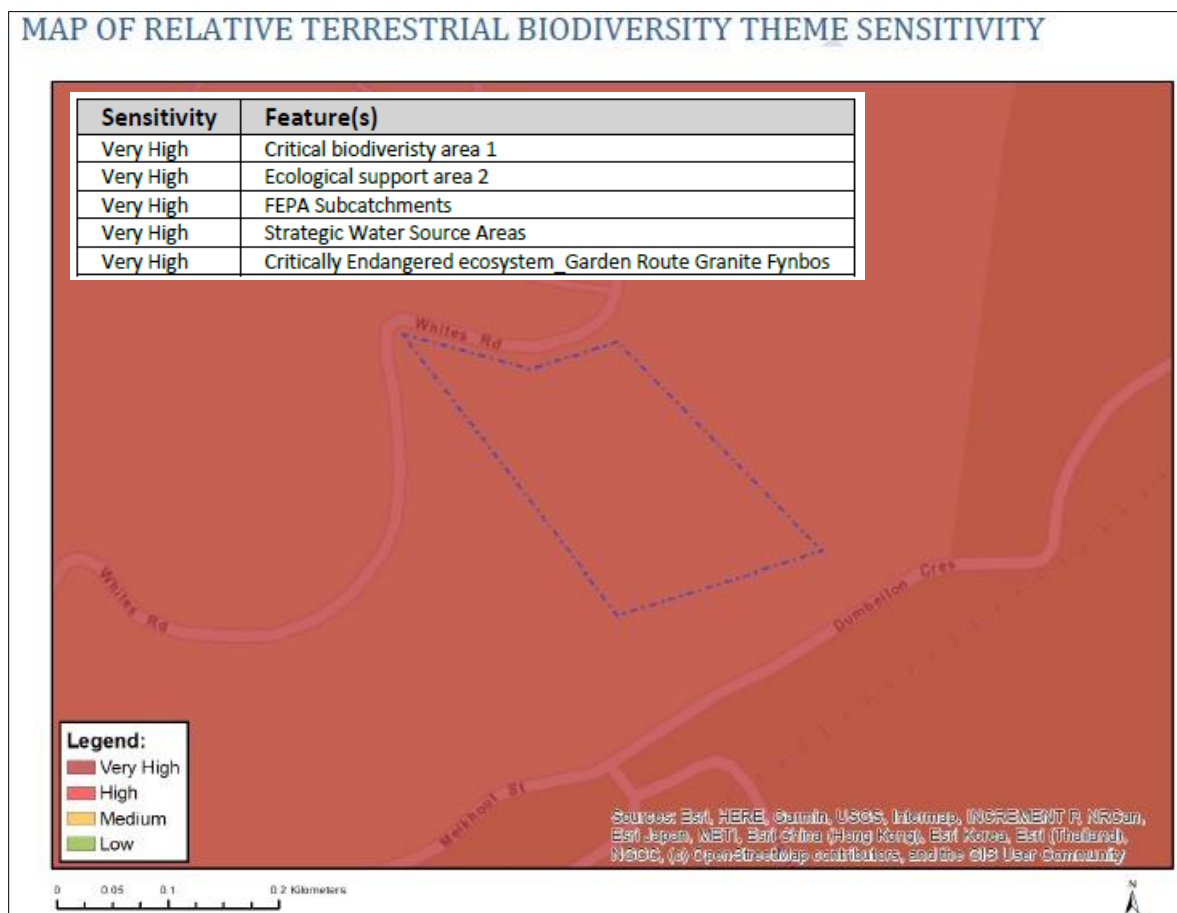 MAP OF RELATIVE TERRESTRIAL BIODIVERSITY THEME SENSITIVITY
Sensitivity Feature(s)
Very High Critical biodiveristy area 1
Very High Ecological support area 2
Very High FEPA Subcatchments
Very High Strategic Water Source Areas
Very High Critically Endangered ecosystem_Garden Route Granite Fynbos
Whites Rd
Whites Rd
Dumbellon Cres
Melkhout St
Legend:
Very High
High
Medium
Low
Sources: Esri, HERE, Garmin, USGS, Intermap, INCREMENT P, NRCan,
Esri Japan, METI, Esri China (Hong Kong), Esri Korea, Esri (Thailand),
NGCC, (c) OpenStreetMap contributors, and the GIS User Community
0 0.05 0.1 0.2 Kilometers
N